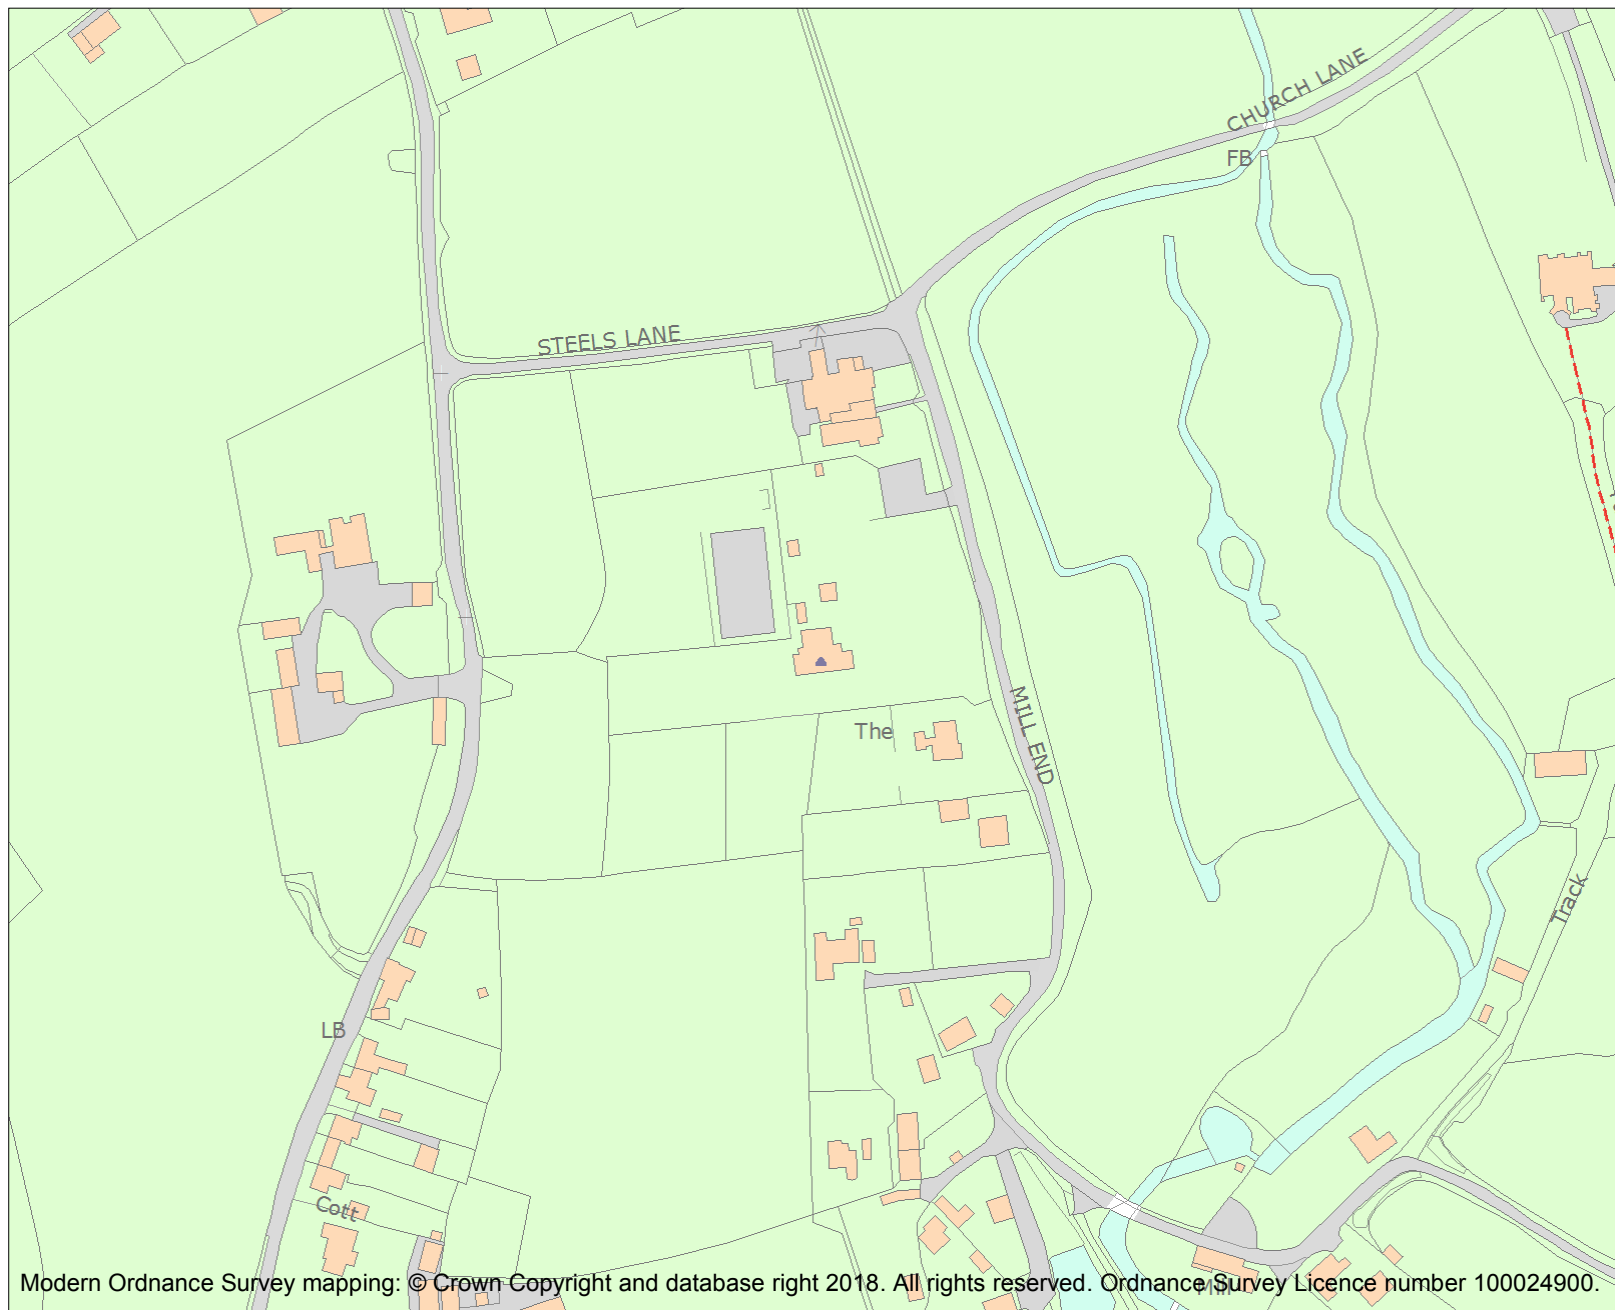 CHURCH LANE
FB
STEELS LANE
The
MILL END
Track
LB
Cott
Mill
Modern Ordnance Survey mapping: © Crown Copyright and database right 2018. All rights reserved. Ordnance Survey Licence number 100024900.